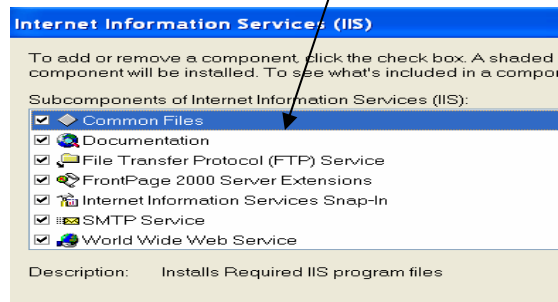 Internet Information Services (IIS)
To add or remove a component, click the check box. A shaded
component will be installed. To see what's included in a compo
Subcomponents of Internet Information Services (IIS):
Common Files
Documentation
File Transfer Protocol (FTP) Service
FrontPage 2000 Server Extensions
Internet Information Services Snap-In
SMTP Service
World Wide Web Service
Description: Installs Required IIS program files